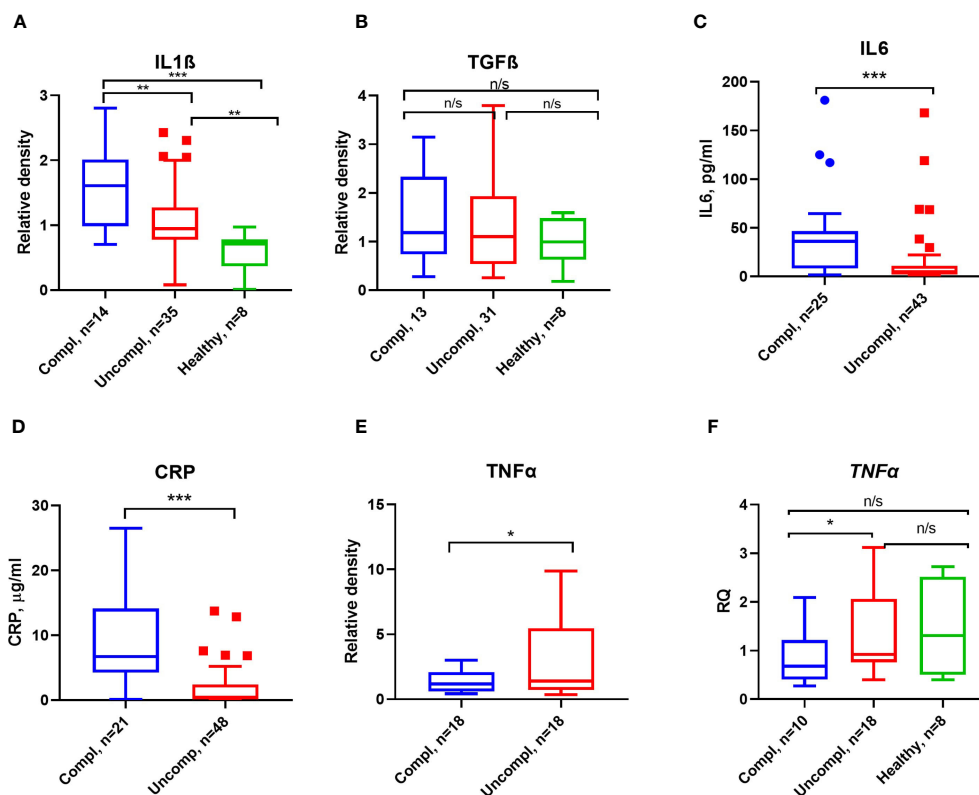 A
IL1ß
***
**
**
Relative density
3
2
1
0
Compl, n=14
Uncompl, n=35
Healthy, n=8
B
TGFß
n/s
n/s
n/s
Relative density
4
3
2
1
0
Compl, 13
Uncompl, 31
Healthy, n=8
C
IL6
***
IL6, pg/ml
200
150
100
50
0
Compl, n=25
Uncompl, n=43
D
CRP
***
CRP, µg/ml
30
20
10
0
Compl, n=21
Uncomp, n=48
E
TNFα
*
Relative density
15
10
5
0
Compl, n=18
Uncompl, n=18
F
TNFα
n/s
*
n/s
RQ
4
3
2
1
0
Compl, n=10
Uncompl, n=18
Healthy, n=8